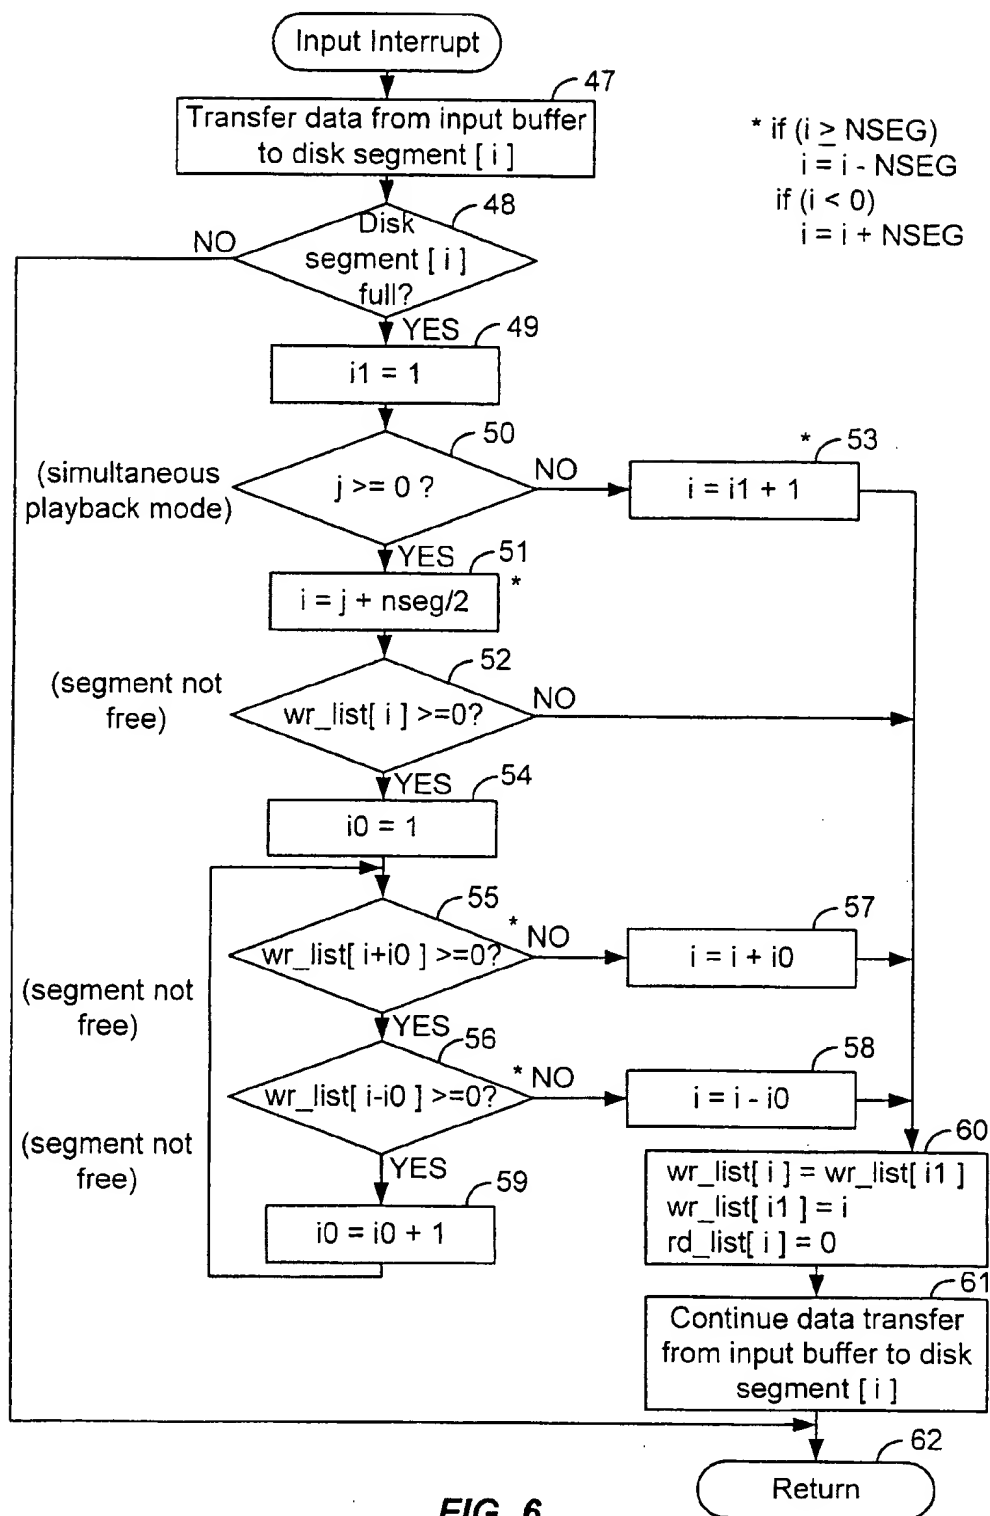 Input Interrupt
47
Transfer data from input buffer
to disk segment [ i ]
* if (i ≥ NSEG)
i = i - NSEG
if (i < 0)
i = i + NSEG
48
NO
Disk
segment [ i ]
full?
YES
49
i1 = 1
50
(simultaneous
playback mode)
j >= 0 ?
NO
* 53
i = i1 + 1
YES
51
i = j + nseg/2
*
52
(segment not
free)
wr_list[ i ] >=0?
NO
YES
54
i0 = 1
55
wr_list[ i+i0 ] >=0?
* NO
57
i = i + i0
(segment not
free)
YES
56
wr_list[ i-i0 ] >=0?
* NO
58
i = i - i0
(segment not
free)
YES
59
i0 = i0 + 1
60
wr_list[ i ] = wr_list[ i1 ]
wr_list[ i1 ] = i
rd_list[ i ] = 0
61
Continue data transfer
from input buffer to disk
segment [ i ]
62
Return
FIG. 6